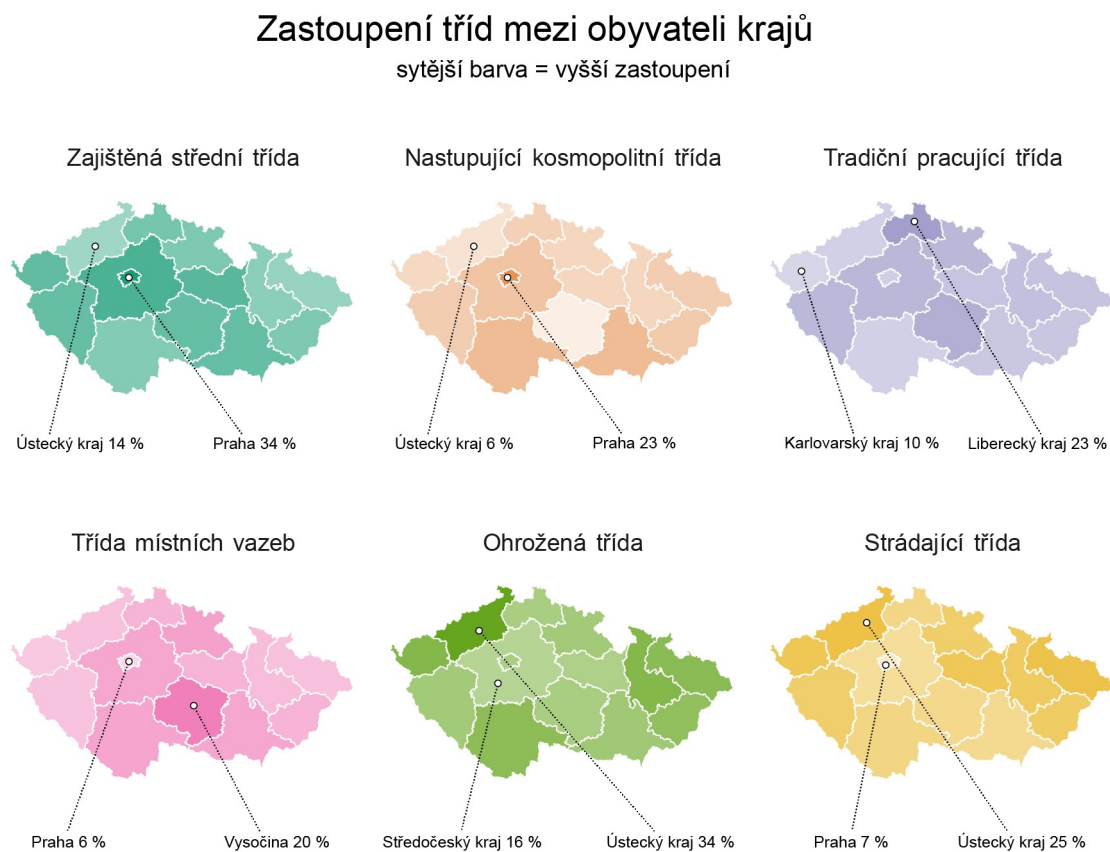 Zastoupení tříd mezi obyvateli krajů
sytější barva = vyšší zastoupení
Zajištěná střední třída
Nastupující kosmopolitní třída
Tradiční pracující třída
Ústecký kraj 14 %
Praha 34 %
Ústecký kraj 6 %
Praha 23 %
Karlovarský kraj 10 %
Liberecký kraj 23 %
Třída místních vazeb
Ohrožená třída
Strádající třída
Praha 6 %
Vysočina 20 %
Středočeský kraj 16 %
Ústecký kraj 34 %
Praha 7 %
Ústecký kraj 25 %